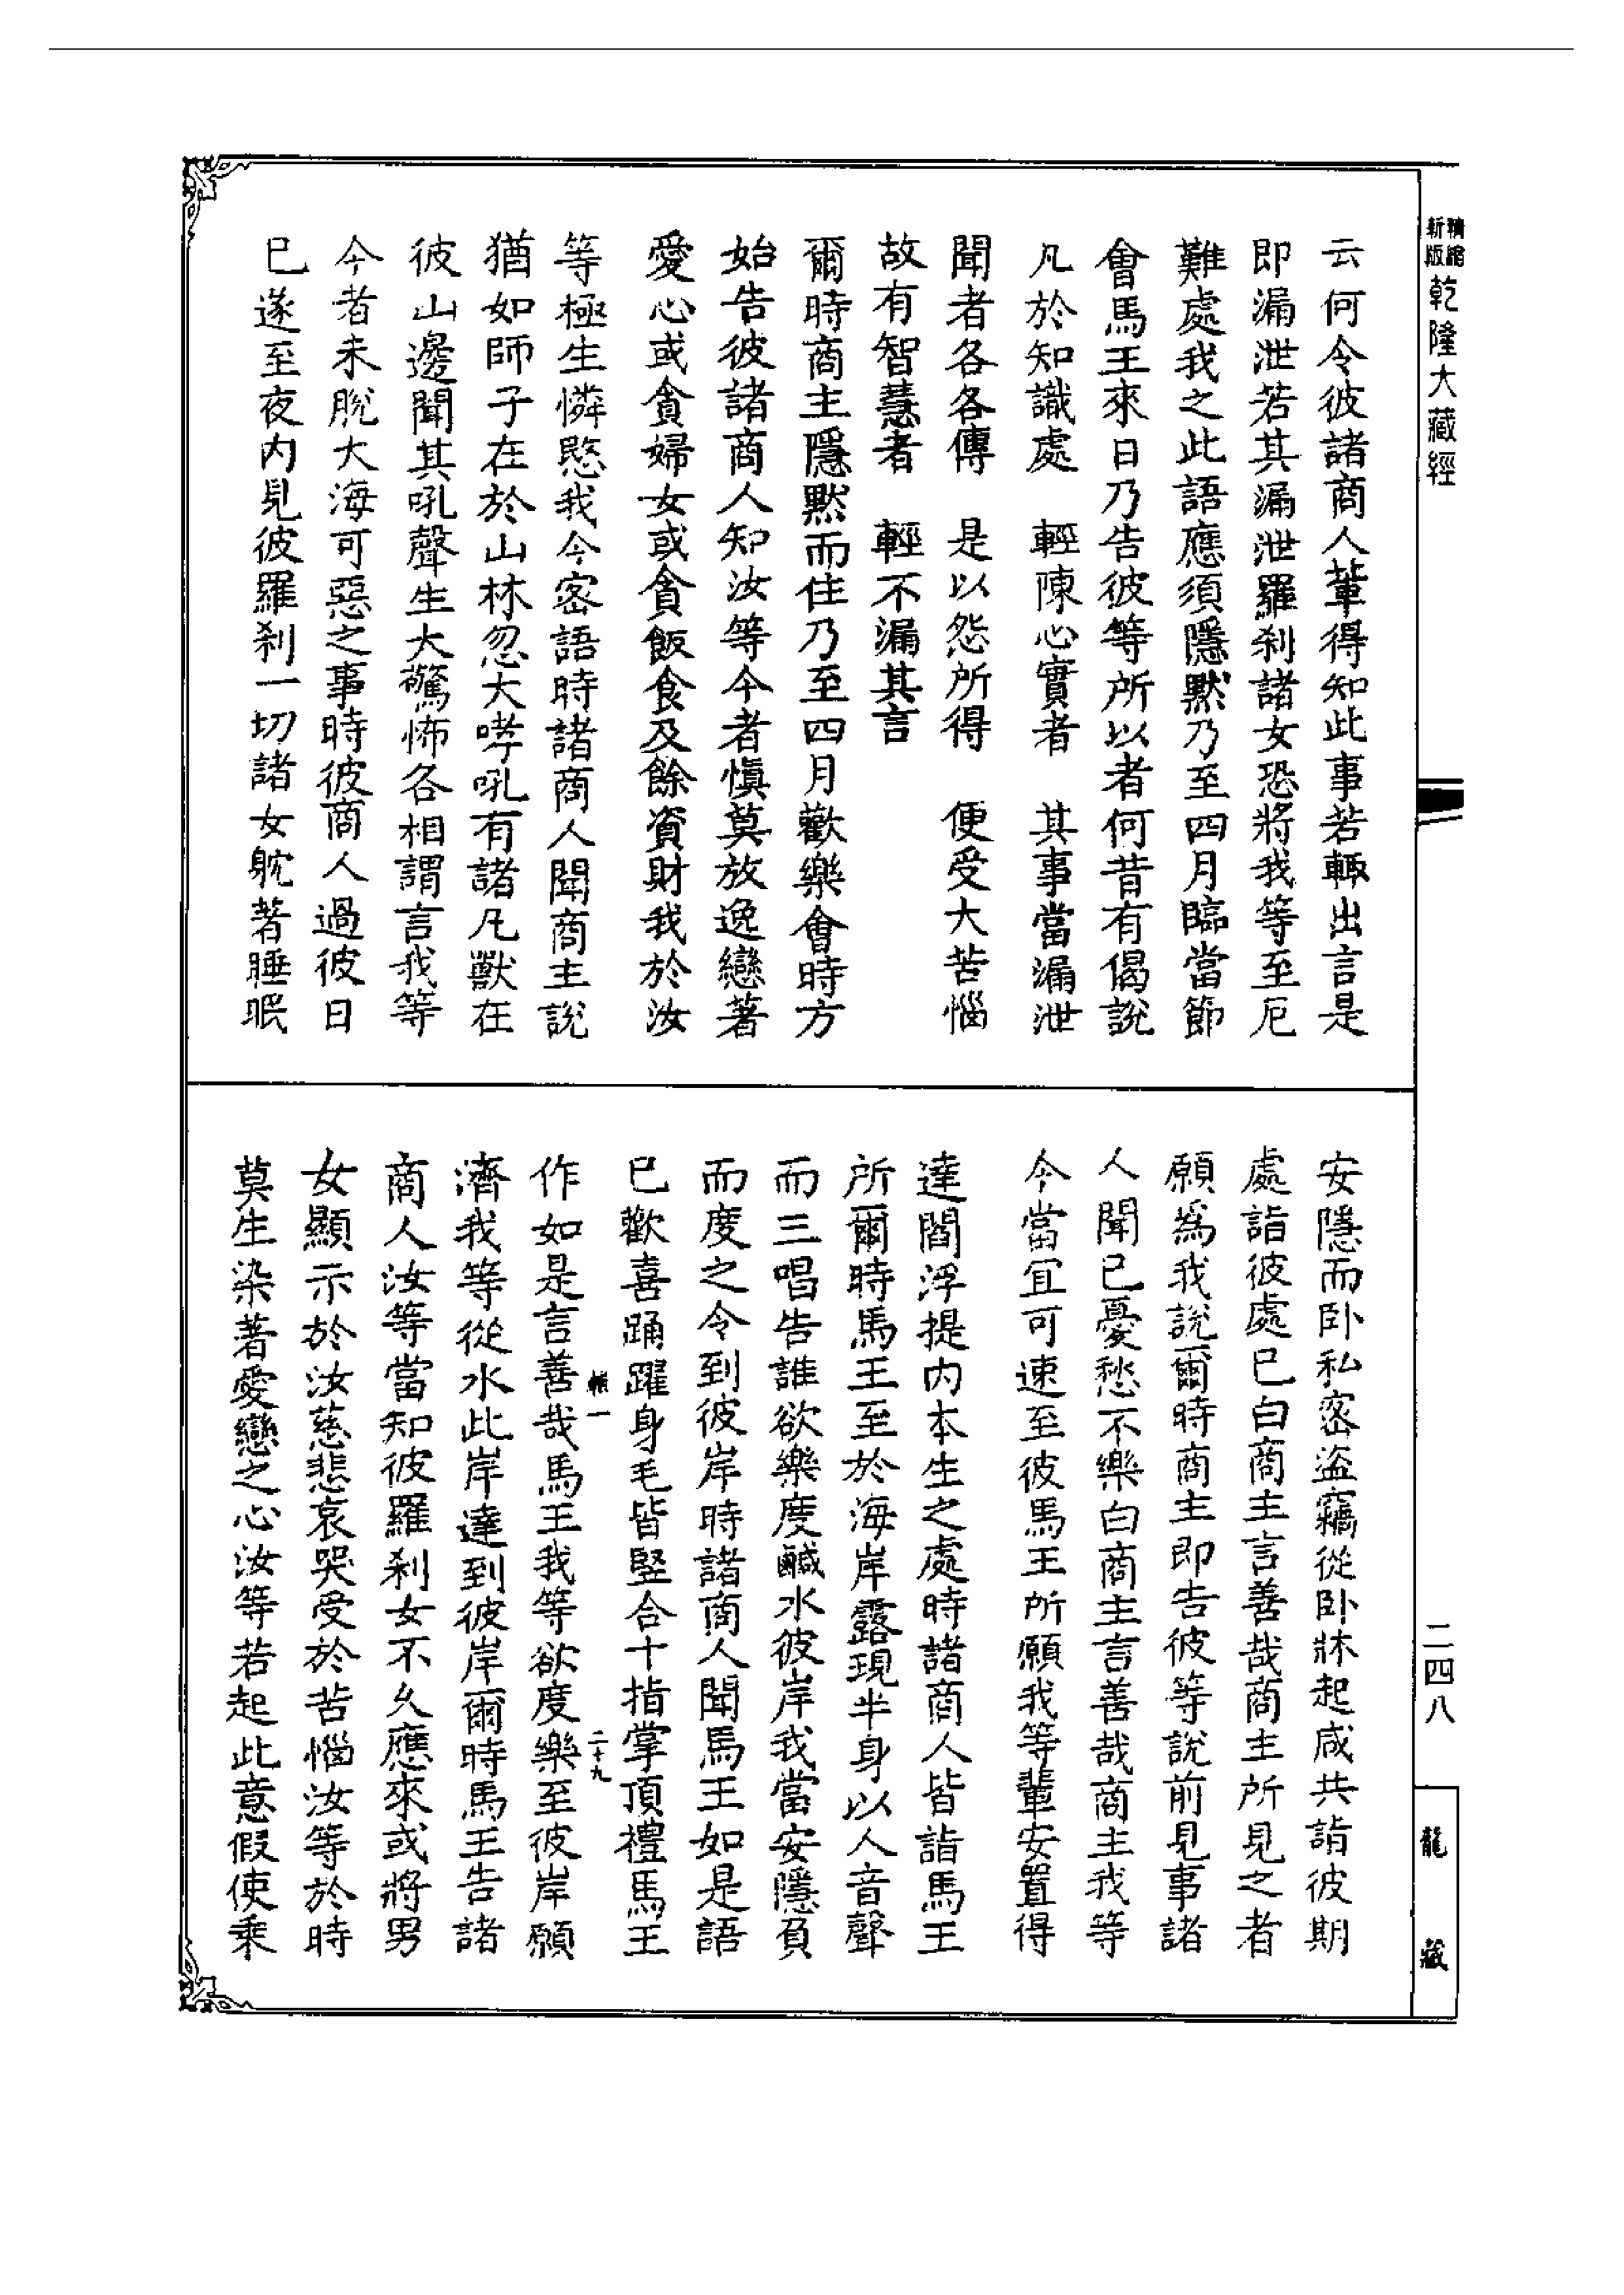 精縮
新版
乾隆大藏經
二四八
龍藏
云何令彼諸商人輩得知此事若輙出言是
即漏泄若其漏泄羅刹諸女恐將我等至厄
難處我之此語應須隱默乃至四月臨當節
會馬王來日乃告彼等所以者何昔有偈說
凡於知識處　輕陳心實者　其事當漏泄
聞者各各傳　是以怨所得　便受大苦惱
故有智慧者　輕不漏其言
爾時商主隱默而住乃至四月歡樂會時方
始告彼諸商人知汝等今者愼莫放逸戀著
愛心或貪婦女或貪飯食及餘資財我於汝
等極生憐愍我今密語時諸商人聞商主說
猶如師子在於山林忽大哮吼有諸凡獸在
彼山邊聞其吼聲生大驚怖各相謂言我等
今者未脫大海可惡之事時彼商人過彼日
已遂至夜內見彼羅刹一切諸女躭著睡眠
安隱而卧私密盜竊從卧牀起咸共詣彼期
處詣彼處已白商主言善哉商主所見之者
願爲我說爾時商主即告彼等說前見事諸
人聞已憂愁不樂白商主言善哉商主我等
今當宜可速至彼馬王所願我等輩安置得
達閻浮提內本生之處時諸商人皆詣馬王
所爾時馬王至於海岸露現半身以人音聲
而三唱告誰欲樂度鹹水彼岸我當安隱負
而度之令到彼岸時諸商人聞馬王如是語
已歡喜踊躍身毛皆竪合十指掌頂禮馬王
二十九
作如是言善哉馬王我等欲度樂至彼岸願
濟我等從水此岸達到彼岸爾時馬王告諸
商人汝等當知彼羅刹女不久應來或將男
女顯示於汝慈悲哀哭受於苦惱汝等於時
莫生染著愛戀之心汝等若起此意假使乘